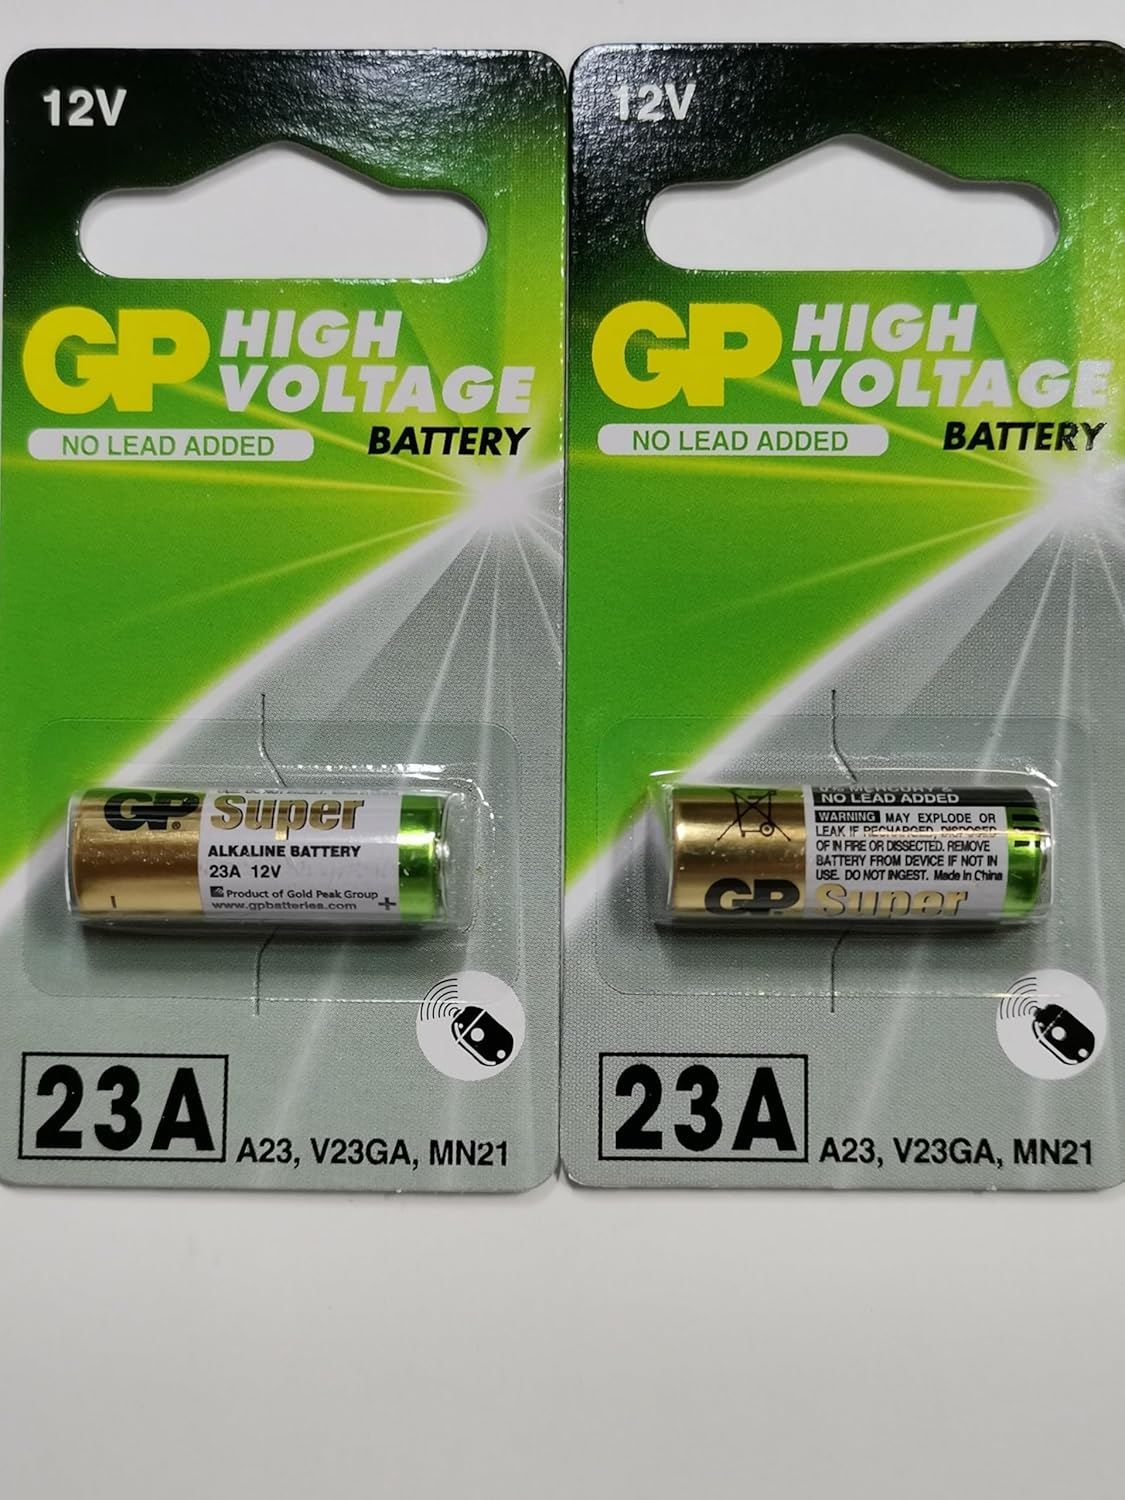 12V
GP HIGH
VOLTAGE
NO LEAD ADDED
BATTERY
GP Super
ALKALINE BATTERY
23A 12V
Product of Gold Peak Group
www.gpbatteries.com
- +
23A
A23, V23GA, MN21
12V
GP HIGH
VOLTAGE
NO LEAD ADDED
BATTERY
0% MERCURY &
NO LEAD ADDED
WARNING MAY EXPLODE OR
LEAK IF RECHARGED, DISPOSED
OF IN FIRE OR DISSECTED. REMOVE
BATTERY FROM DEVICE IF NOT IN
USE. DO NOT INGEST. Made in China
GP Super
23A
A23, V23GA, MN21